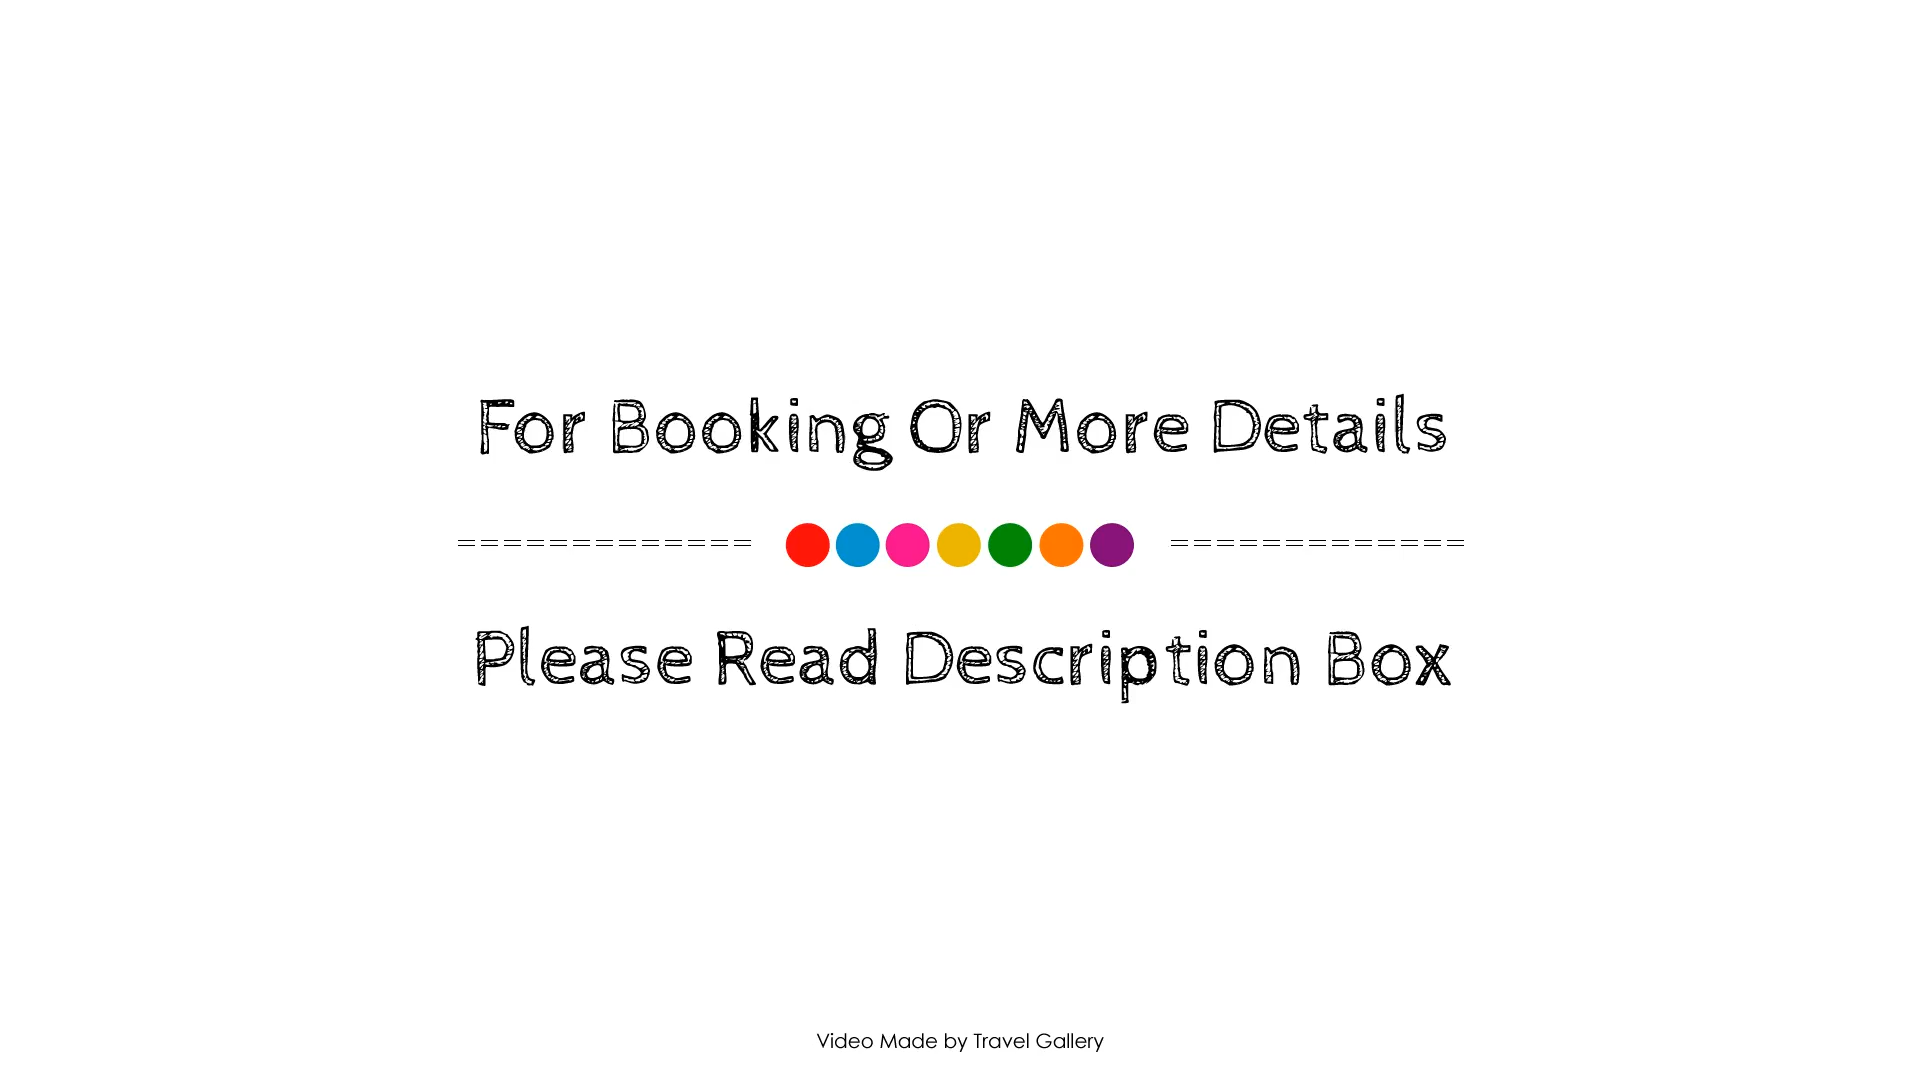 For Booking Or More Details
============= =============
Please Read Description Box
Video Made by Travel Gallery